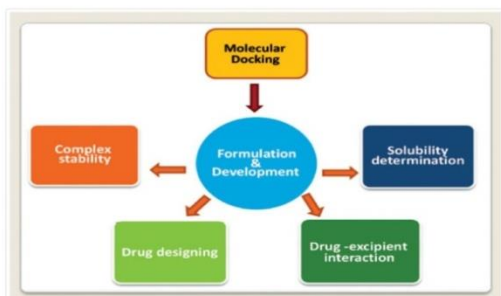 Molecular
Docking
Complex
stability
Formulation
&
Development
Solubility
determination
Drug designing
Drug -excipient
interaction